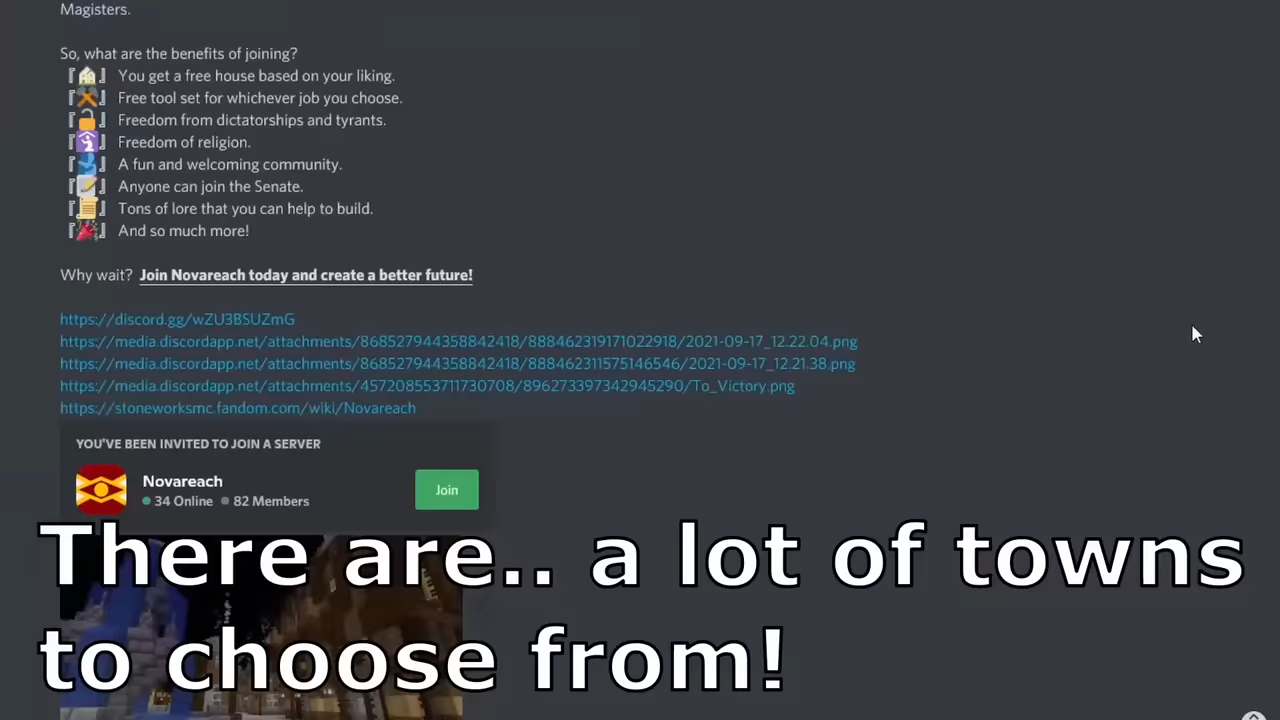 Magisters.
So, what are the benefits of joining?
『🏠』 You get a free house based on your liking.
『⚒』 Free tool set for whichever job you choose.
『🔓』 Freedom from dictatorships and tyrants.
『🛐』 Freedom of religion.
『👥』 A fun and welcoming community.
『📝』 Anyone can join the Senate.
『📜』 Tons of lore that you can help to build.
『🎉』 And so much more!
Why wait? Join Novareach today and create a better future!
https://discord.gg/wZU3BSUZmG
https://media.discordapp.net/attachments/868527944358842418/888462319171022918/2021-09-17_12.22.04.png
https://media.discordapp.net/attachments/868527944358842418/888462311575146546/2021-09-17_12.21.38.png
https://media.discordapp.net/attachments/457208553711730708/896273397342945290/To_Victory.png
https://stoneworksmc.fandom.com/wiki/Novareach
YOU'VE BEEN INVITED TO JOIN A SERVER
Novareach
34 Online 82 Members
Join
There are.. a lot of towns
to choose from!